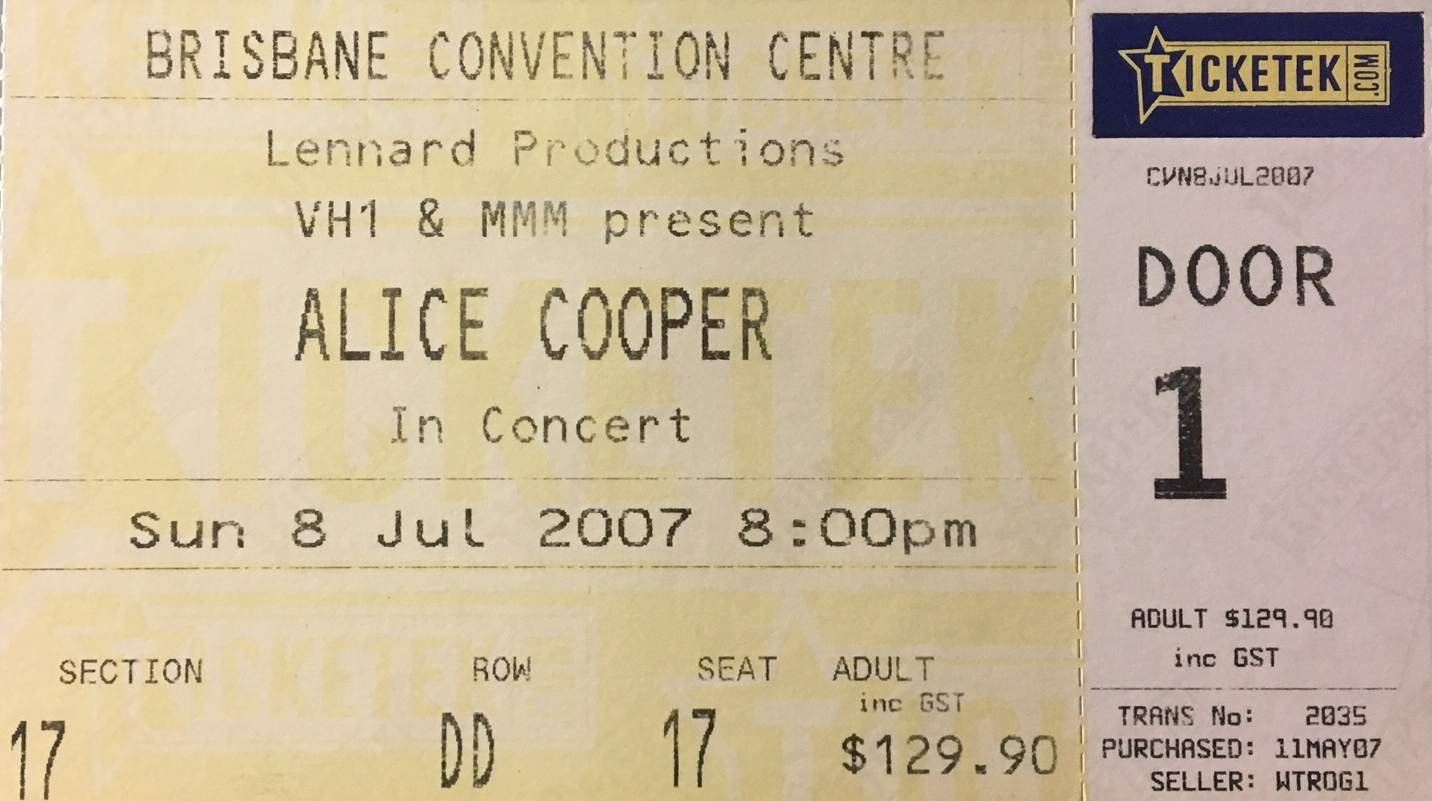 BRISBANE CONVENTION CENTRE
Lennard Productions
VH1 & MMM present
ALICE COOPER
In Concert
Sun 8 Jul 2007 8:00pm
SECTION ROW SEAT ADULT
inc GST
17 DD 17 $129.90
TICKETEK.COM
CVN8JUL2007
DOOR
1
ADULT $129.90
inc GST
TRANS No: 2035
PURCHASED: 11MAY07
SELLER: WTROG1